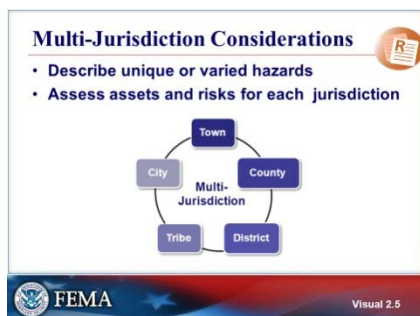 Multi-Jurisdiction Considerations
R
• Describe unique or varied hazards
• Assess assets and risks for each jurisdiction
Town
City
County
Multi-
Jurisdiction
Tribe
District
FEMA
Visual 2.5